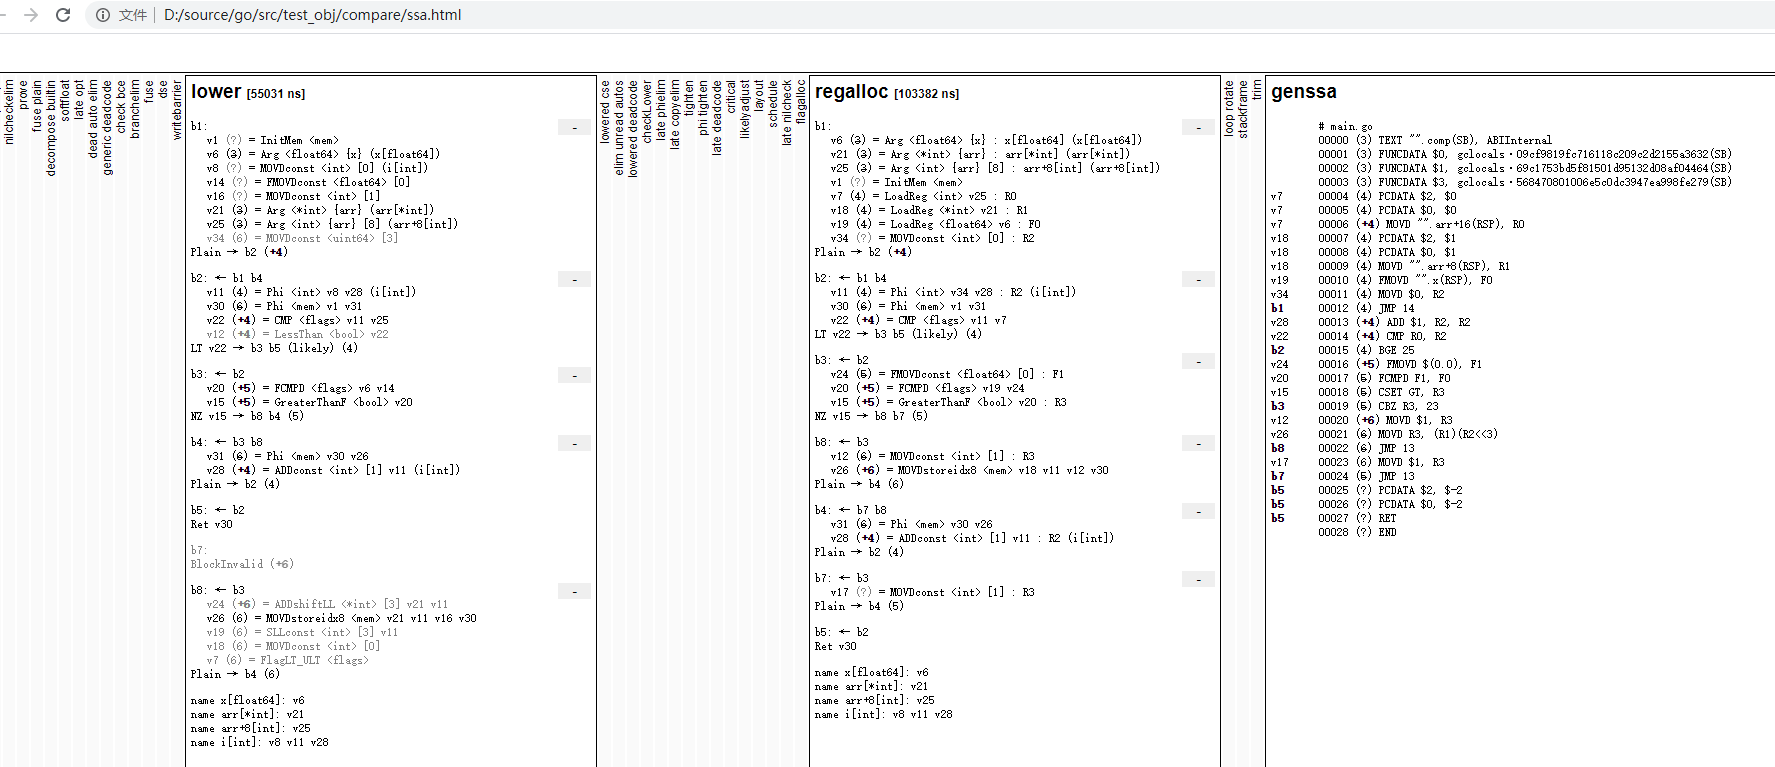 文件 D:/source/go/src/test_obj/compare/ssa.html
nilcheckelim
prove
fuse plain
decompose builtin
softfloat
late opt
dead auto elim
generic deadcode
check bce
branchelim
fuse
dse
writebarrier
lower [55031 ns]
-
b1:
v1 (?) = InitMem <mem>
v6 (3) = Arg <float64> {x} (x[float64])
v8 (?) = MOVDconst <int> [0] (i[int])
v14 (?) = FMOVDconst <float64> [0]
v16 (?) = MOVDconst <int> [1]
v21 (3) = Arg <*int> {arr} (arr[*int])
v25 (3) = Arg <int> {arr} [8] (arr+8[int])
v34 (6) = MOVDconst <uint64> [3]
Plain → b2 (+4)
-
b2: ← b1 b4
v11 (4) = Phi <int> v8 v28 (i[int])
v30 (6) = Phi <mem> v1 v31
v22 (+4) = CMP <flags> v11 v25
v12 (+4) = LessThan <bool> v22
LT v22 → b3 b5 (likely) (4)
-
b3: ← b2
v20 (+5) = FCMPD <flags> v6 v14
v15 (+5) = GreaterThanF <bool> v20
NZ v15 → b8 b4 (5)
-
b4: ← b3 b8
v31 (6) = Phi <mem> v30 v26
v28 (+4) = ADDconst <int> [1] v11 (i[int])
Plain → b2 (4)
b5: ← b2
Ret v30
b7:
BlockInvalid (+6)
-
b8: ← b3
v24 (+6) = ADDshiftLL <*int> [3] v21 v11
v26 (6) = MOVDstoreidx8 <mem> v21 v11 v16 v30
v19 (6) = SLLconst <int> [3] v11
v18 (6) = MOVDconst <int> [0]
v7 (6) = FlagLT_ULT <flags>
Plain → b4 (6)
name x[float64]: v6
name arr[*int]: v21
name arr+8[int]: v25
name i[int]: v8 v11 v28
lowered cse
elim unread autos
lowered deadcode
checkLower
late phielim
late copyelim
tighten
phi tighten
late deadcode
critical
likelyadjust
layout
schedule
late nilcheck
flagalloc
regalloc [103382 ns]
-
b1:
v6 (3) = Arg <float64> {x} : x[float64] (x[float64])
v21 (3) = Arg <*int> {arr} : arr[*int] (arr[*int])
v25 (3) = Arg <int> {arr} [8] : arr+8[int] (arr+8[int])
v1 (?) = InitMem <mem>
v7 (4) = LoadReg <int> v25 : R0
v18 (4) = LoadReg <*int> v21 : R1
v19 (4) = LoadReg <float64> v6 : F0
v34 (?) = MOVDconst <int> [0] : R2
Plain → b2 (+4)
-
b2: ← b1 b4
v11 (4) = Phi <int> v34 v28 : R2 (i[int])
v30 (6) = Phi <mem> v1 v31
v22 (+4) = CMP <flags> v11 v7
LT v22 → b3 b5 (likely) (4)
-
b3: ← b2
v24 (5) = FMOVDconst <float64> [0] : F1
v20 (+5) = FCMPD <flags> v19 v24
v15 (+5) = GreaterThanF <bool> v20 : R3
NZ v15 → b8 b7 (5)
-
b8: ← b3
v12 (6) = MOVDconst <int> [1] : R3
v26 (+6) = MOVDstoreidx8 <mem> v18 v11 v12 v30
Plain → b4 (6)
-
b4: ← b7 b8
v31 (6) = Phi <mem> v30 v26
v28 (+4) = ADDconst <int> [1] v11 : R2 (i[int])
Plain → b2 (4)
-
b7: ← b3
v17 (?) = MOVDconst <int> [1] : R3
Plain → b4 (5)
b5: ← b2
Ret v30
name x[float64]: v6
name arr[*int]: v21
name arr+8[int]: v25
name i[int]: v8 v11 v28
loop rotate
stackframe
trim
genssa
# main.go
00000 (3) TEXT "".comp(SB), ABIInternal
00001 (3) FUNCDATA $0, gclocals·09cf9819fc716118c209c2d2155a3632(SB)
00002 (3) FUNCDATA $1, gclocals·69c1753bd5f81501d95132d08af04464(SB)
00003 (3) FUNCDATA $3, gclocals·568470801006e5c0dc3947ea998fe279(SB)
v7 00004 (4) PCDATA $2, $0
v7 00005 (4) PCDATA $0, $0
v7 00006 (+4) MOVD "".arr+16(RSP), R0
v18 00007 (4) PCDATA $2, $1
v18 00008 (4) PCDATA $0, $1
v18 00009 (4) MOVD "".arr+8(RSP), R1
v19 00010 (4) FMOVD "".x(RSP), F0
v34 00011 (4) MOVD $0, R2
b1 00012 (4) JMP 14
v28 00013 (+4) ADD $1, R2, R2
v22 00014 (+4) CMP R0, R2
b2 00015 (4) BGE 25
v24 00016 (+5) FMOVD $(0.0), F1
v20 00017 (5) FCMPD F1, F0
v15 00018 (5) CSET GT, R3
b3 00019 (5) CBZ R3, 23
v12 00020 (+6) MOVD $1, R3
v26 00021 (6) MOVD R3, (R1)(R2<<3)
b8 00022 (6) JMP 13
v17 00023 (6) MOVD $1, R3
b7 00024 (5) JMP 13
b5 00025 (?) PCDATA $2, $-2
b5 00026 (?) PCDATA $0, $-2
b5 00027 (?) RET
00028 (?) END